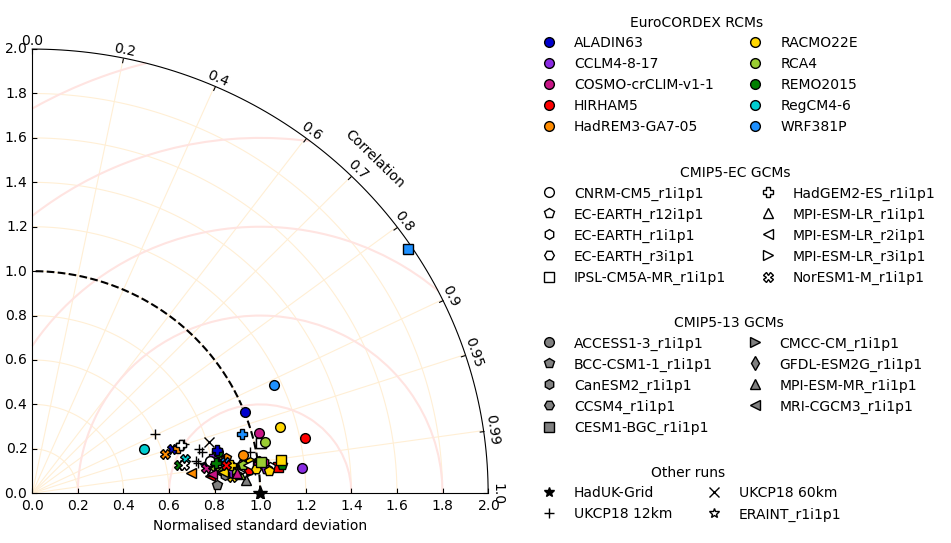 0.0
0.2
0.4
0.6
0.7
0.8
0.9
0.95
0.99
1.0
Correlation
2.0
1.8
1.6
1.4
1.2
1.0
0.8
0.6
0.4
0.2
0.0
0.0 0.2 0.4 0.6 0.8 1.0 1.2 1.4 1.6 1.8 2.0
Normalised standard deviation
EuroCORDEX RCMs
ALADIN63 RACMO22E
CCLM4-8-17 RCA4
COSMO-crCLIM-v1-1 REMO2015
HIRHAM5 RegCM4-6
HadREM3-GA7-05 WRF381P
CMIP5-EC GCMs
CNRM-CM5_r1i1p1 HadGEM2-ES_r1i1p1
EC-EARTH_r12i1p1 MPI-ESM-LR_r1i1p1
EC-EARTH_r1i1p1 MPI-ESM-LR_r2i1p1
EC-EARTH_r3i1p1 MPI-ESM-LR_r3i1p1
IPSL-CM5A-MR_r1i1p1 NorESM1-M_r1i1p1
CMIP5-13 GCMs
ACCESS1-3_r1i1p1 CMCC-CM_r1i1p1
BCC-CSM1-1_r1i1p1 GFDL-ESM2G_r1i1p1
CanESM2_r1i1p1 MPI-ESM-MR_r1i1p1
CCSM4_r1i1p1 MRI-CGCM3_r1i1p1
CESM1-BGC_r1i1p1
Other runs
HadUK-Grid UKCP18 60km
UKCP18 12km ERAINT_r1i1p1